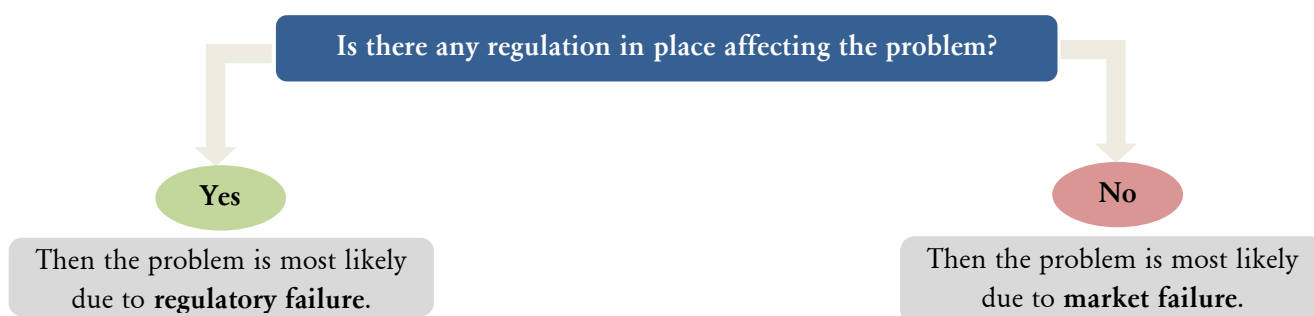 Is there any regulation in place affecting the problem?
Yes
Then the problem is most likely
due to regulatory failure.
No
Then the problem is most likely
due to market failure.